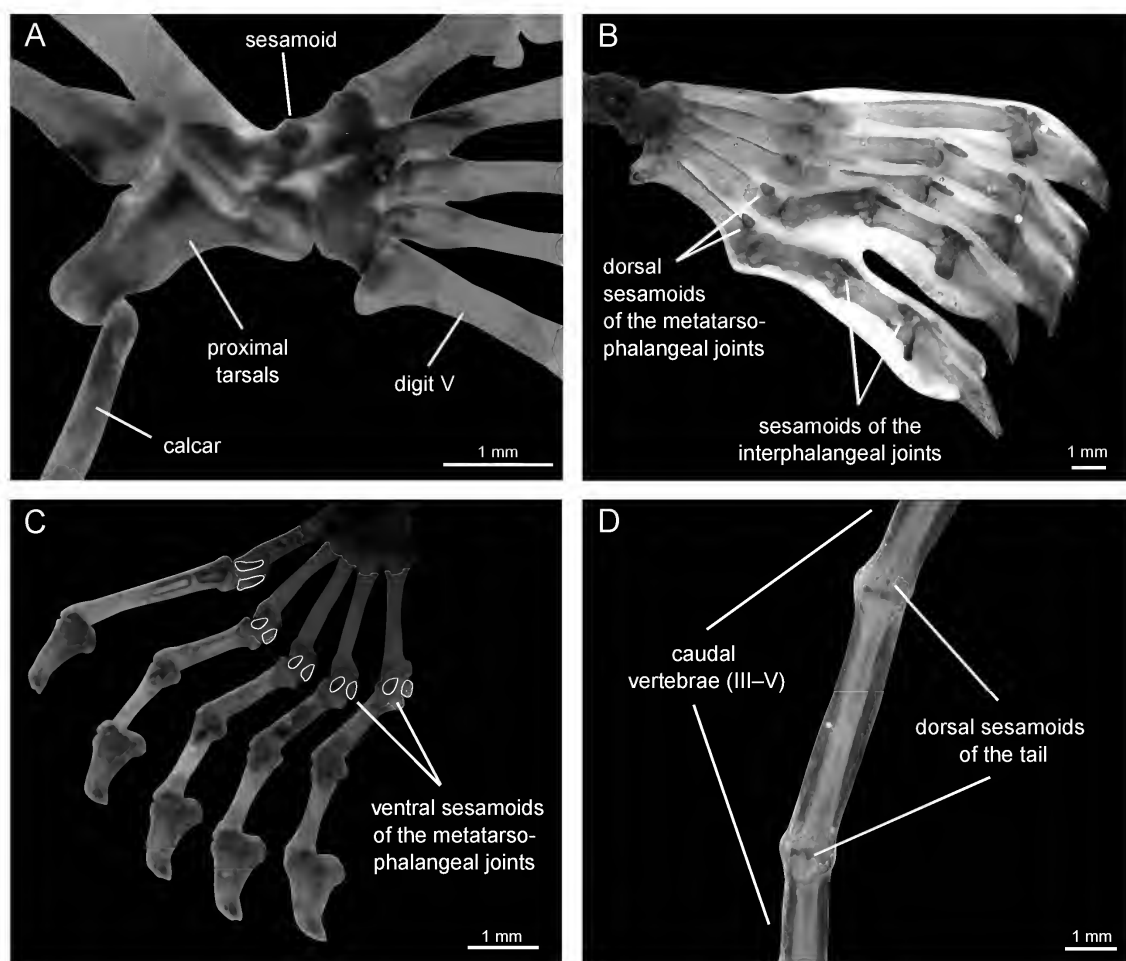 A
sesamoid
proximal
tarsals
digit V
calcar
1 mm
B
dorsal
sesamoids
of the metatarso-
phalangeal joints
sesamoids of the
interphalangeal joints
1 mm
C
ventral sesamoids
of the metatarso-
phalangeal joints
1 mm
D
caudal
vertebrae (III–V)
dorsal sesamoids
of the tail
1 mm